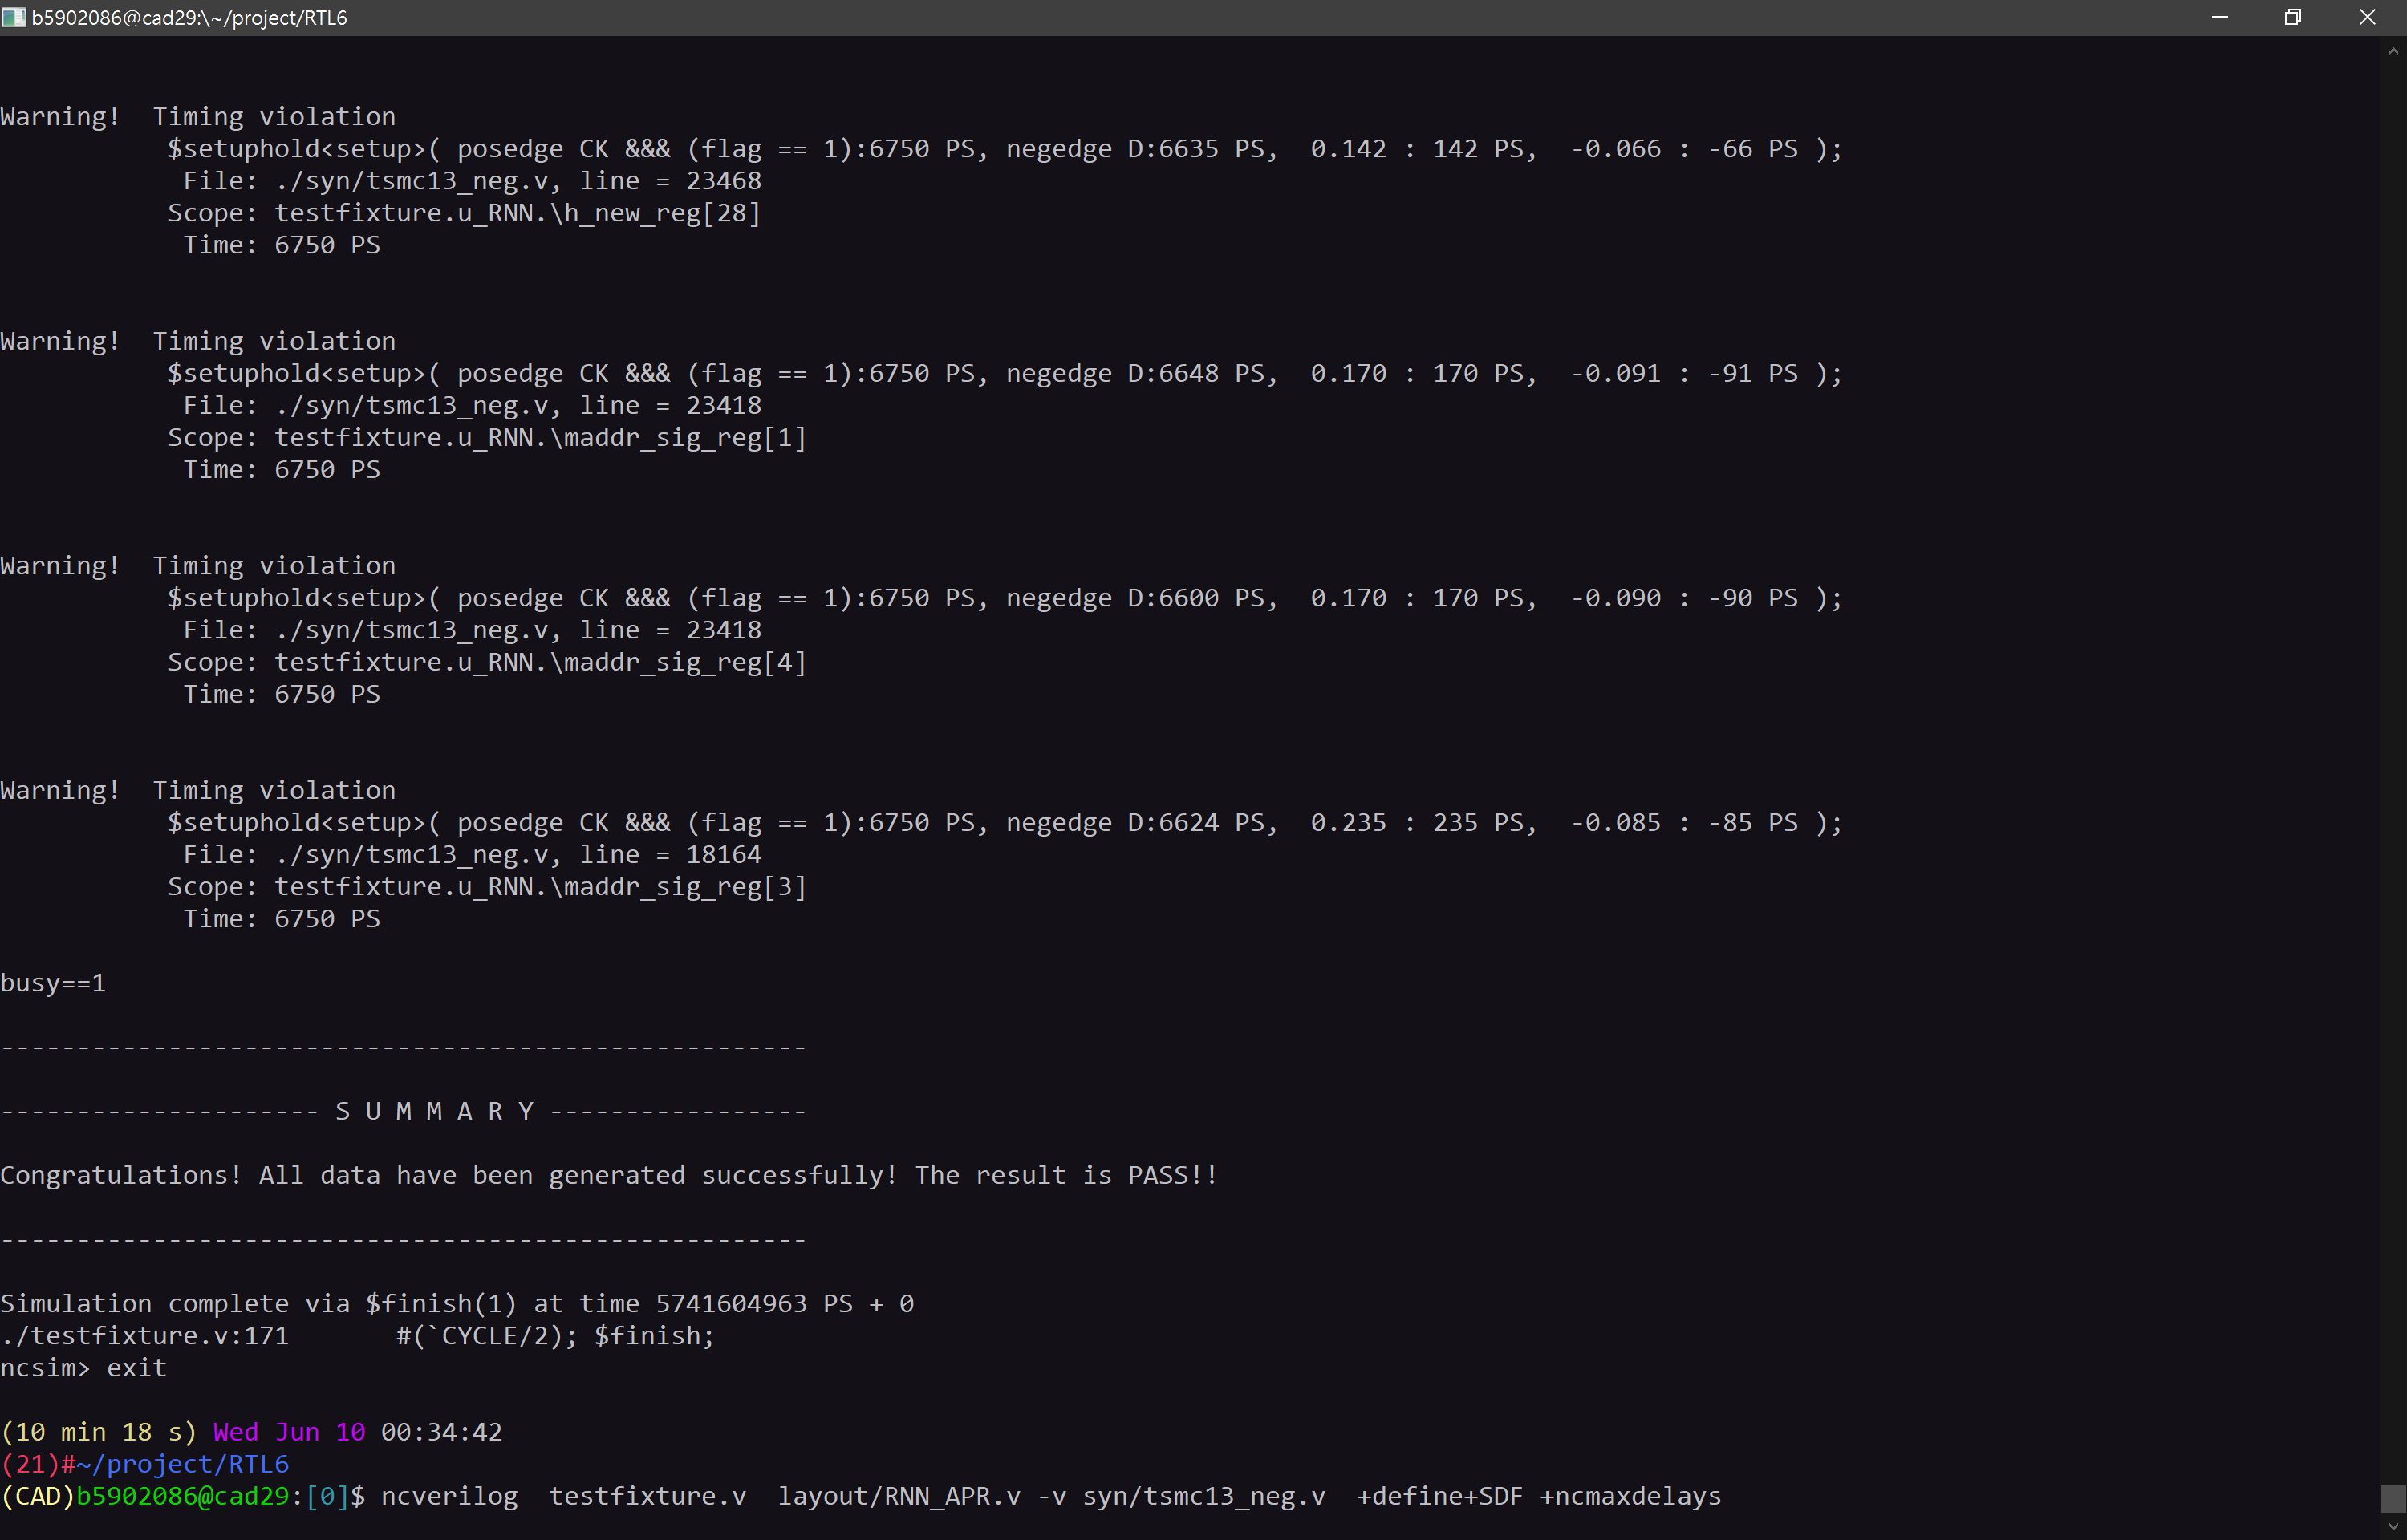 b5902086@cad29:\~/project/RTL6
Warning!  Timing violation
           $setuphold<setup>( posedge CK &&& (flag == 1):6750 PS, negedge D:6635 PS,  0.142 : 142 PS,  -0.066 : -66 PS );
            File: ./syn/tsmc13_neg.v, line = 23468
           Scope: testfixture.u_RNN.\h_new_reg[28]
            Time: 6750 PS
Warning!  Timing violation
           $setuphold<setup>( posedge CK &&& (flag == 1):6750 PS, negedge D:6648 PS,  0.170 : 170 PS,  -0.091 : -91 PS );
            File: ./syn/tsmc13_neg.v, line = 23418
           Scope: testfixture.u_RNN.\maddr_sig_reg[1]
            Time: 6750 PS
Warning!  Timing violation
           $setuphold<setup>( posedge CK &&& (flag == 1):6750 PS, negedge D:6600 PS,  0.170 : 170 PS,  -0.090 : -90 PS );
            File: ./syn/tsmc13_neg.v, line = 23418
           Scope: testfixture.u_RNN.\maddr_sig_reg[4]
            Time: 6750 PS
Warning!  Timing violation
           $setuphold<setup>( posedge CK &&& (flag == 1):6750 PS, negedge D:6624 PS,  0.235 : 235 PS,  -0.085 : -85 PS );
            File: ./syn/tsmc13_neg.v, line = 18164
           Scope: testfixture.u_RNN.\maddr_sig_reg[3]
            Time: 6750 PS
busy==1
-----------------------------------------------------
--------------------- S U M M A R Y -----------------
Congratulations! All data have been generated successfully! The result is PASS!!
-----------------------------------------------------
Simulation complete via $finish(1) at time 5741604963 PS + 0
./testfixture.v:171       #(`CYCLE/2); $finish;
ncsim> exit
(10 min 18 s) Wed Jun 10 00:34:42
(21)#~/project/RTL6
(CAD)b5902086@cad29:[0]$ ncverilog  testfixture.v  layout/RNN_APR.v -v syn/tsmc13_neg.v  +define+SDF +ncmaxdelays